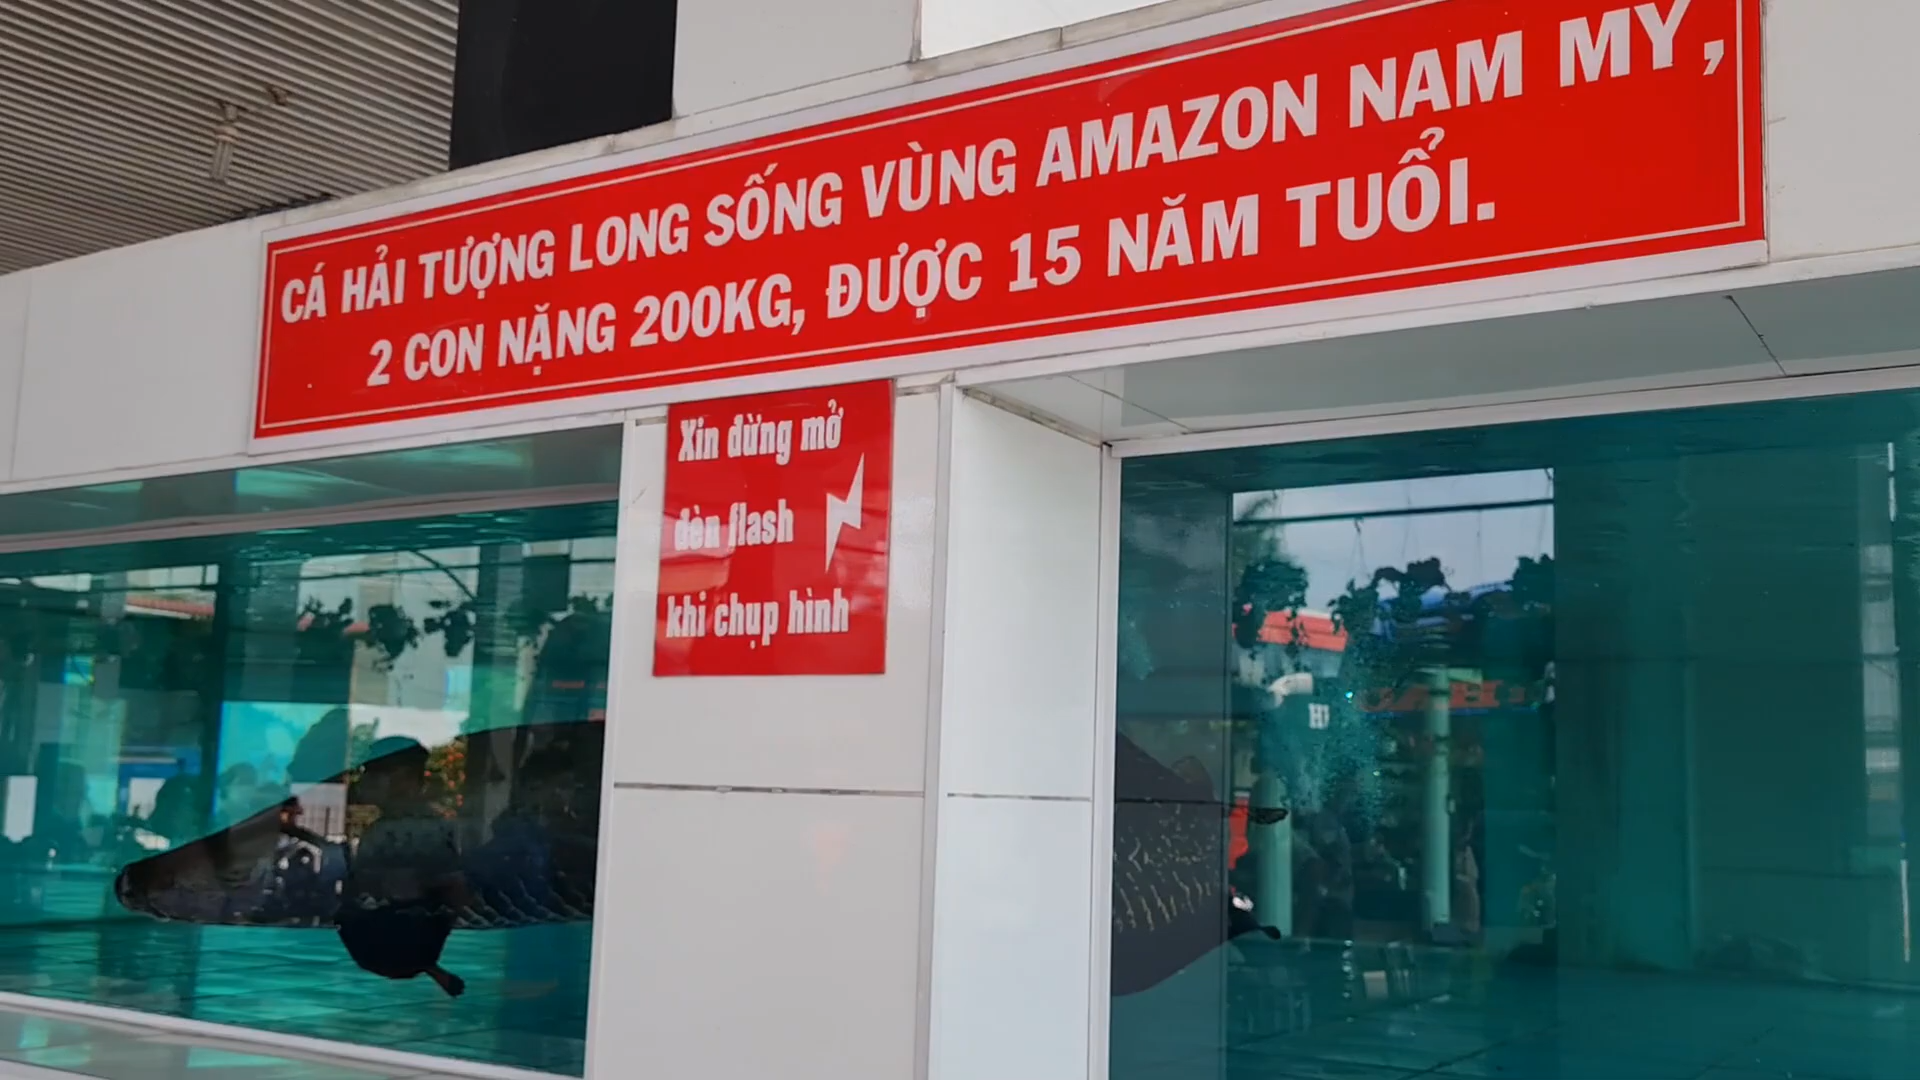 CÁ HẢI TƯỢNG LONG SỐNG VÙNG AMAZON NAM MỸ,
2 CON NẶNG 200KG, ĐƯỢC 15 NĂM TUỔI.
Xin đừng mở
đèn flash
khi chụp hình